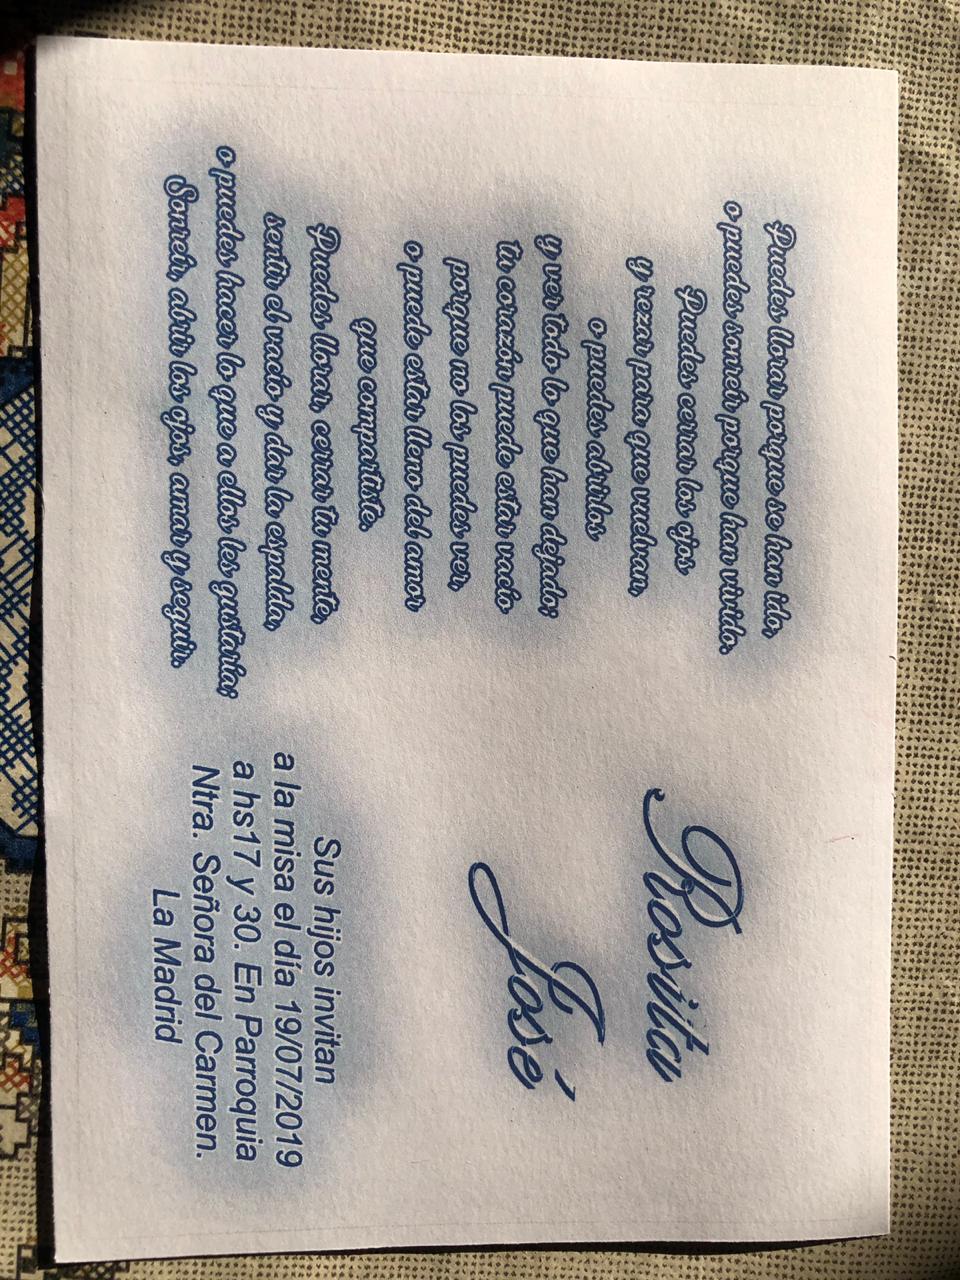 Puedes llorar porque se han ido,
o puedes sonreír porque han vivido.
Puedes cerrar los ojos
y rezar para que vuelvan,
o puedes abrirlos
y ver todo lo que han dejado;
tu corazón puede estar vacío
porque no los puedes ver,
o puede estar lleno del amor
que compartiste.
Puedes llorar, cerrar tu mente,
sentir el vacío y dar la espalda,
o puedes hacer lo que a ellos les gustaría;
Sonreír, abrir los ojos, amar y seguir.
Rosita
José
Sus hijos invitan
a la misa el día 19/07/2019
a hs17 y 30. En Parroquia
Ntra. Señora del Carmen.
La Madrid